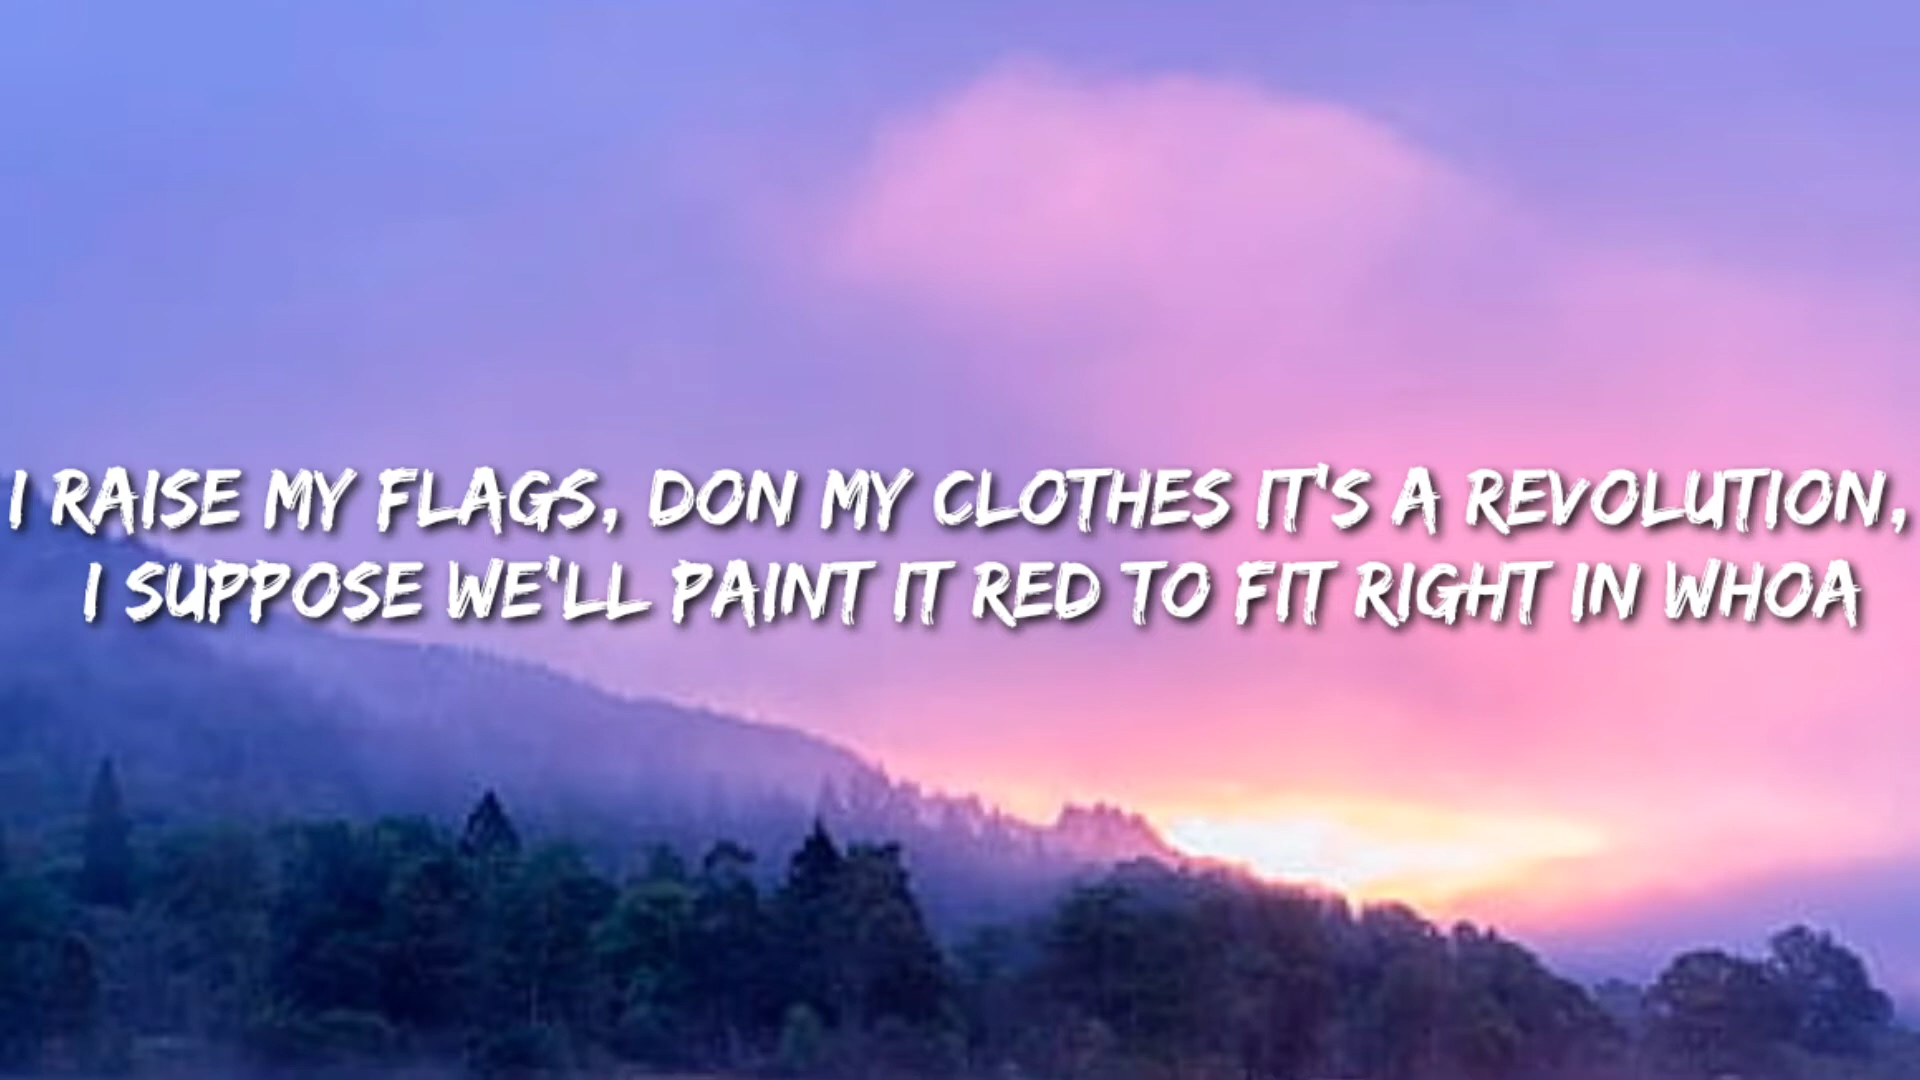 I RAISE MY FLAGS, DON MY CLOTHES IT'S A REVOLUTION,
I SUPPOSE WE'LL PAINT IT RED TO FIT RIGHT IN WHOA